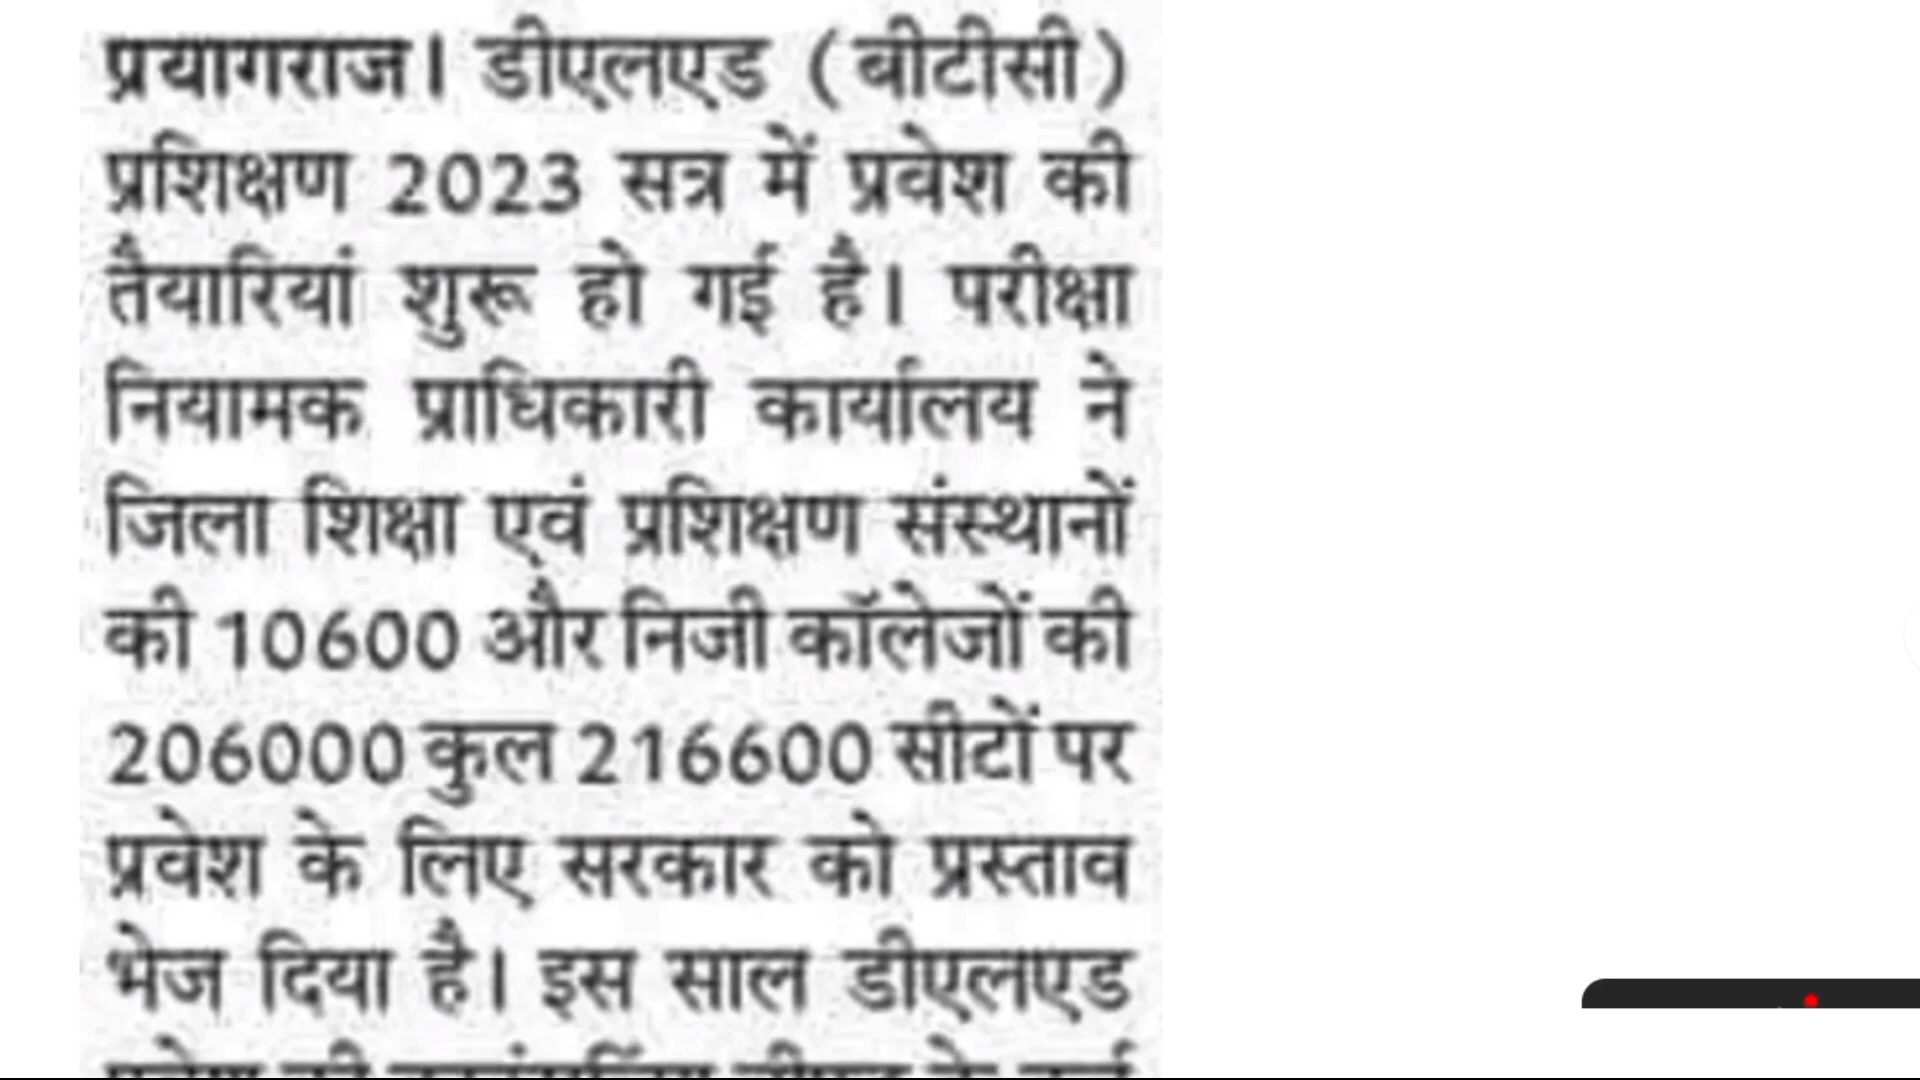 प्रयागराज। डीएलएड (बीटीसी)
प्रशिक्षण 2023 सत्र में प्रवेश की
तैयारियां शुरू हो गई है। परीक्षा
नियामक प्राधिकारी कार्यालय ने
जिला शिक्षा एवं प्रशिक्षण संस्थानों
की 10600 और निजी कॉलेजों की
206000 कुल 216600 सीटों पर
प्रवेश के लिए सरकार को प्रस्ताव
भेज दिया है। इस साल डीएलएड